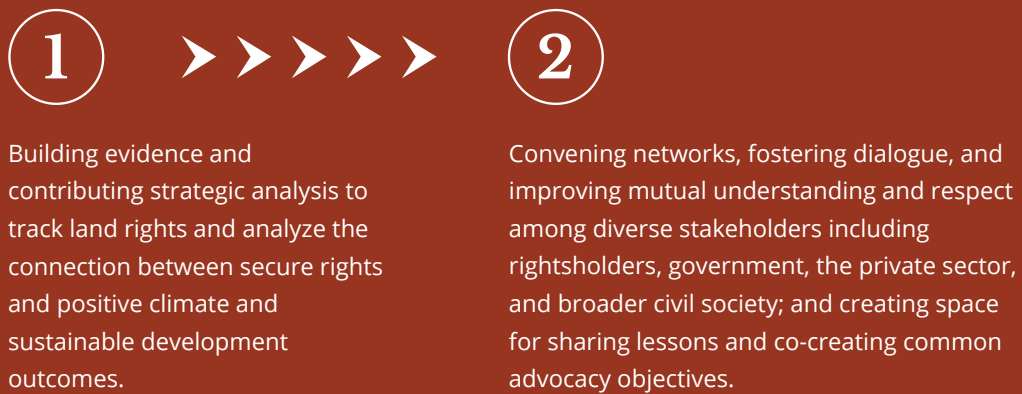 1
Building evidence and
contributing strategic analysis to
track land rights and analyze the
connection between secure rights
and positive climate and
sustainable development
outcomes.
2
Convening networks, fostering dialogue, and
improving mutual understanding and respect
among diverse stakeholders including
rightsholders, government, the private sector,
and broader civil society; and creating space
for sharing lessons and co-creating common
advocacy objectives.